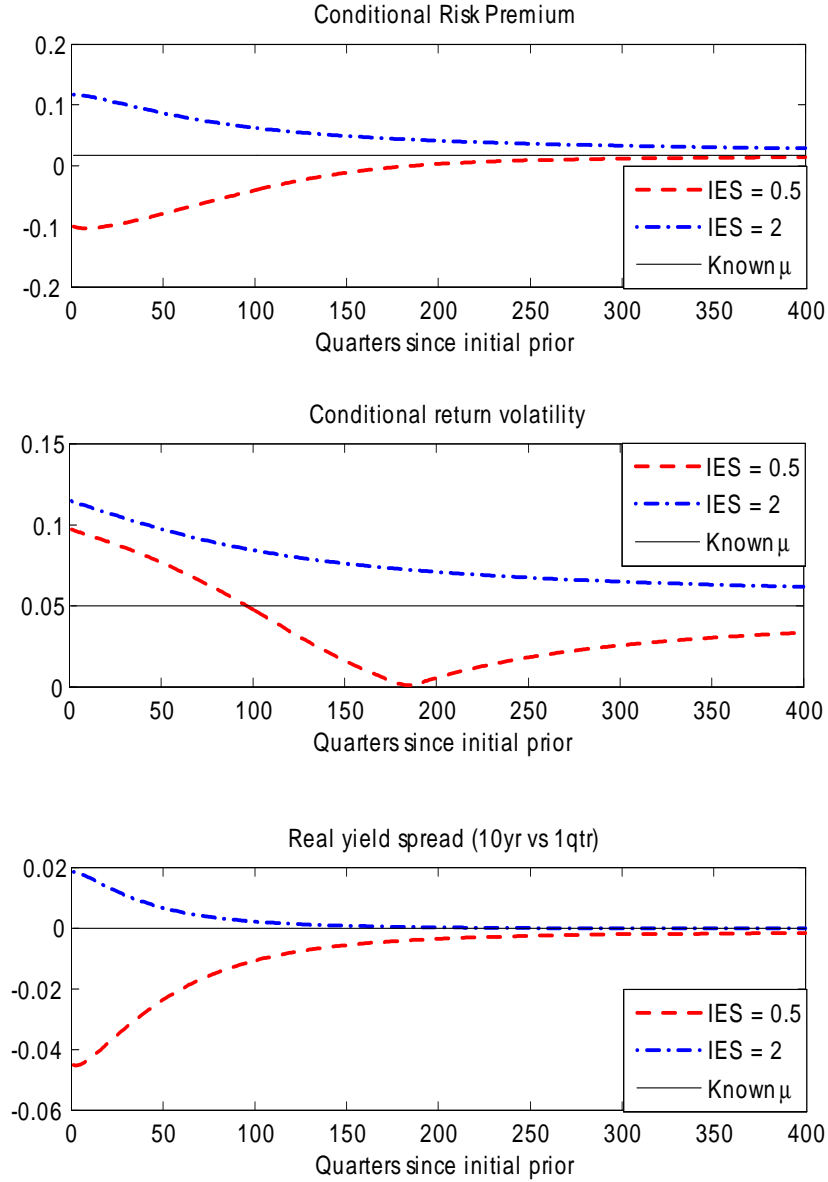 Conditional Risk Premium
0.2
0.1
0
-0.1
-0.2
IES = 0.5
IES = 2
Known μ
0 50 100 150 200 250 300 350 400
Quarters since initial prior
Conditional return volatility
0.15
0.1
0.05
0
IES = 0.5
IES = 2
Known μ
0 50 100 150 200 250 300 350 400
Quarters since initial prior
Real yield spread (10yr vs 1qtr)
0.02
0
-0.02
-0.04
-0.06
IES = 0.5
IES = 2
Known μ
0 50 100 150 200 250 300 350 400
Quarters since initial prior